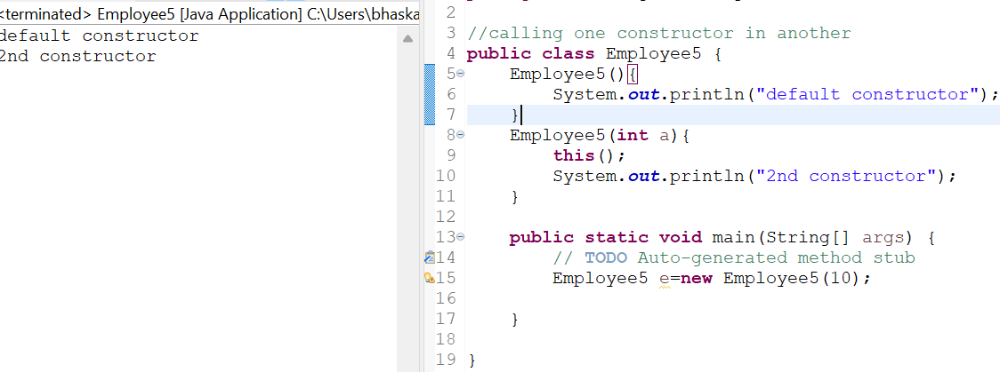 <terminated> Employee5 [Java Application] C:\Users\bhaska
default constructor
2nd constructor
2
3 //calling one constructor in another
4 public class Employee5 {
5 Employee5(){
6 System.out.println("default constructor");
7 }
8 Employee5(int a){
9 this();
10 System.out.println("2nd constructor");
11 }
12
13 public static void main(String[] args) {
14 // TODO Auto-generated method stub
15 Employee5 e=new Employee5(10);
16
17 }
18
19 }